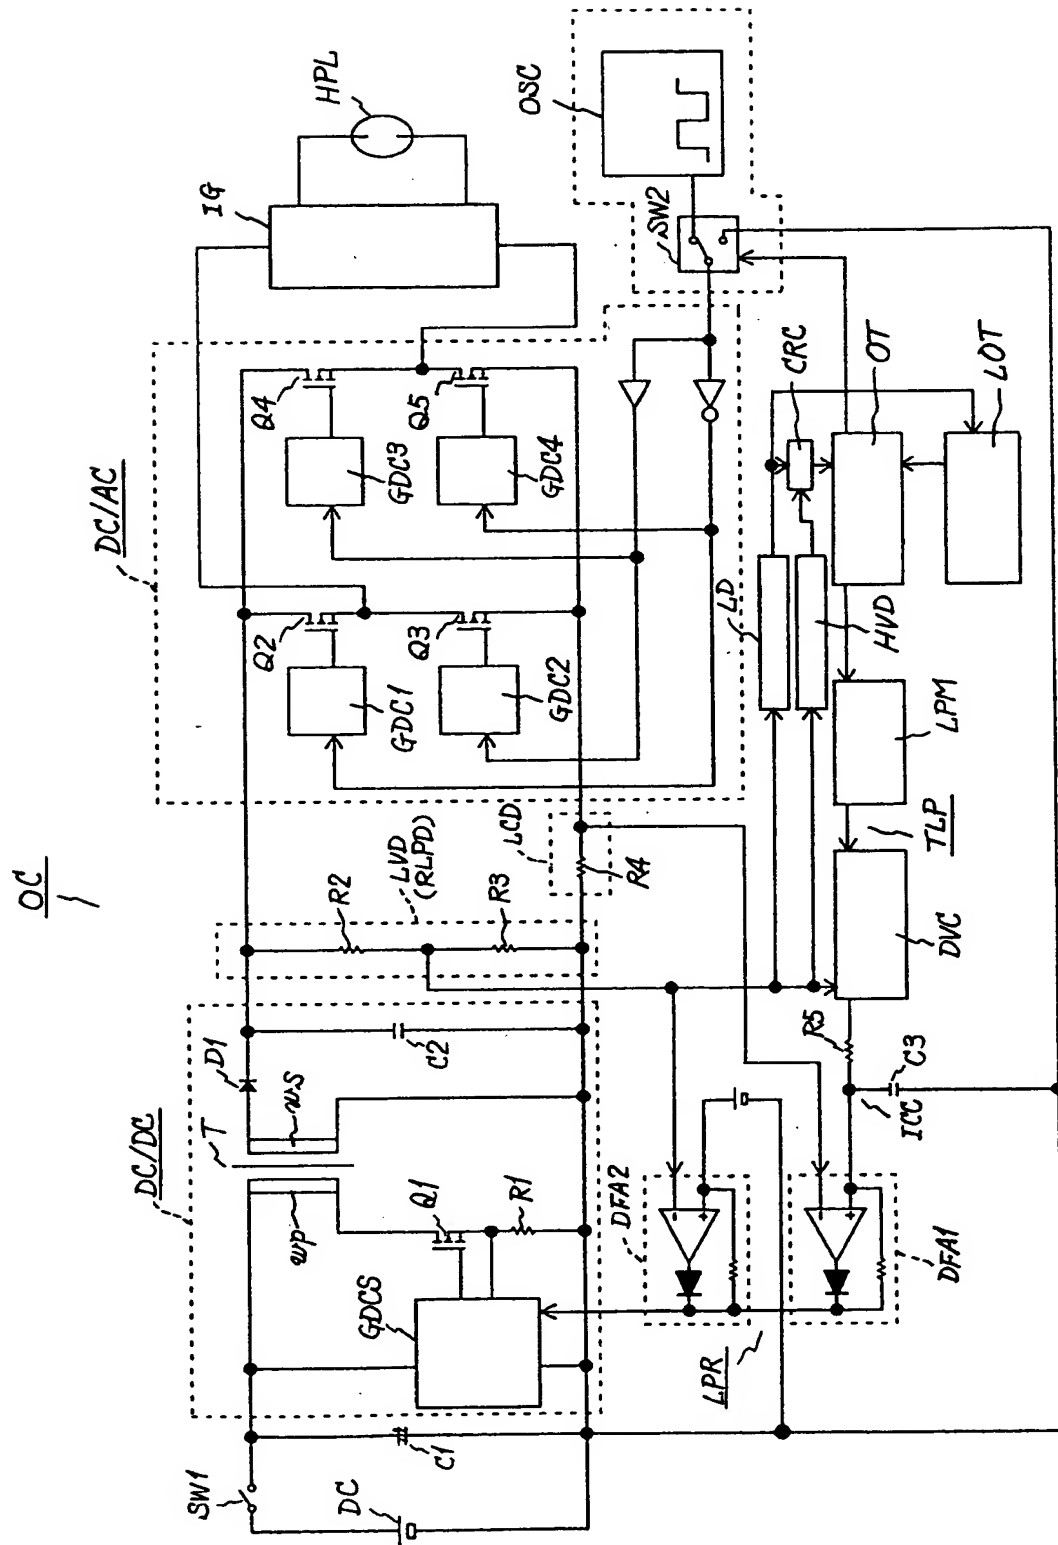 OC
DC/DC
DC/AC
SW1
DC
C1
T
wp
ws
D1
GDCS
Q1
R1
C2
LVD
(RLPD)
R2
R3
LCD
R4
Q2
GDC1
Q3
GDC2
Q4
GDC3
Q5
GDC4
IG
HPL
OSC
SW2
LPR
DFA2
DFA1
ICC
C3
R5
DVC
TLP
LPM
LD
HVD
CRC
OT
LOT